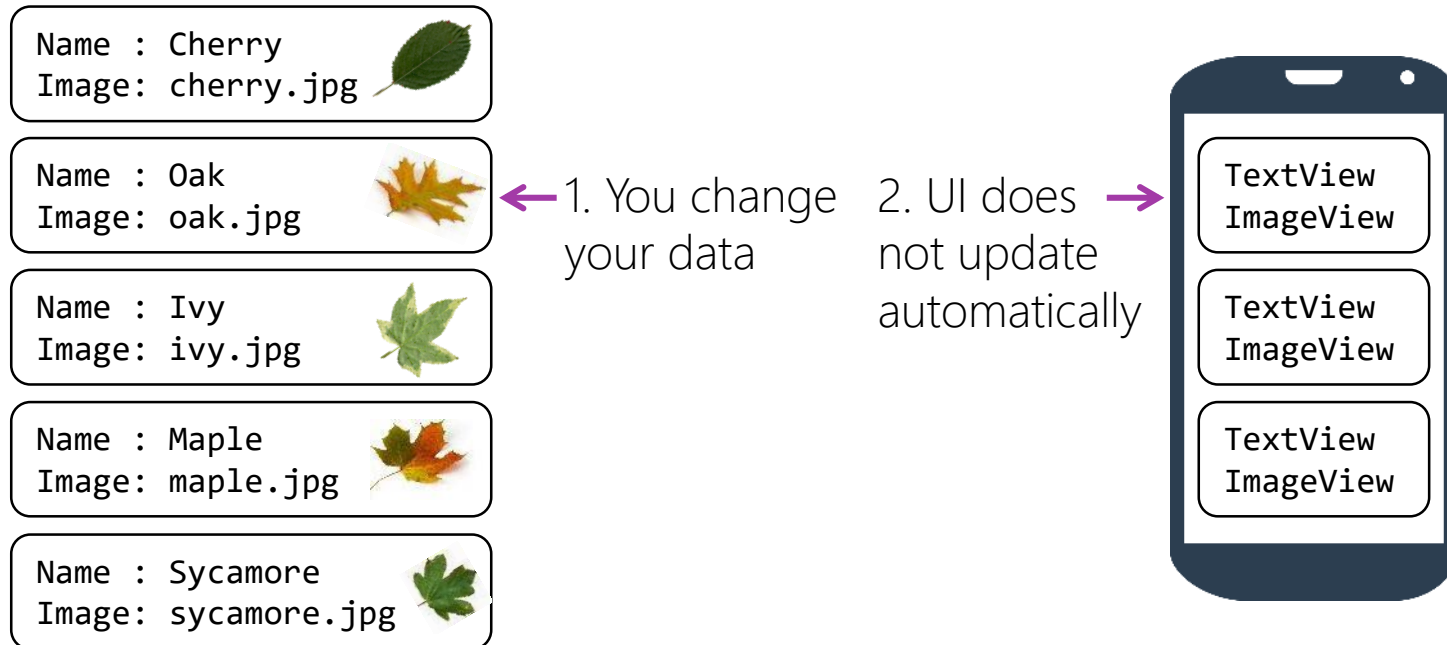 Name : Cherry
Image: cherry.jpg
Name : Oak
Image: oak.jpg
Name : Ivy
Image: ivy.jpg
Name : Maple
Image: maple.jpg
Name : Sycamore
Image: sycamore.jpg
1. You change
your data
2. UI does
not update
automatically
TextView
ImageView
TextView
ImageView
TextView
ImageView